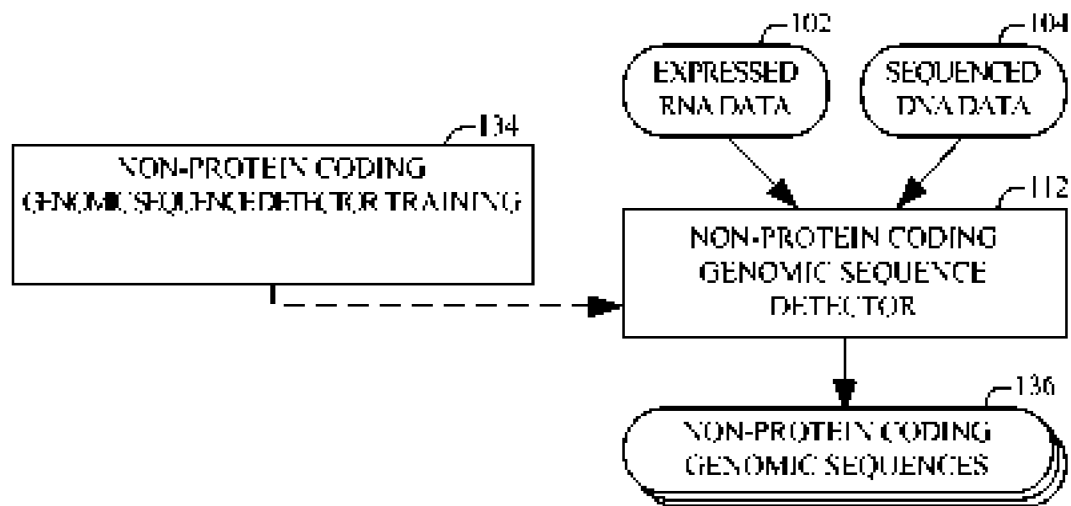 102
104
EXPRESSED
RNA DATA
SEQUENCED
DNA DATA
134
NON-PROTEIN CODING
GENOMIC SEQUENCE DETECTOR TRAINING
112
NON-PROTEIN CODING
GENOMIC SEQUENCE
DETECTOR
136
NON-PROTEIN CODING
GENOMIC SEQUENCES